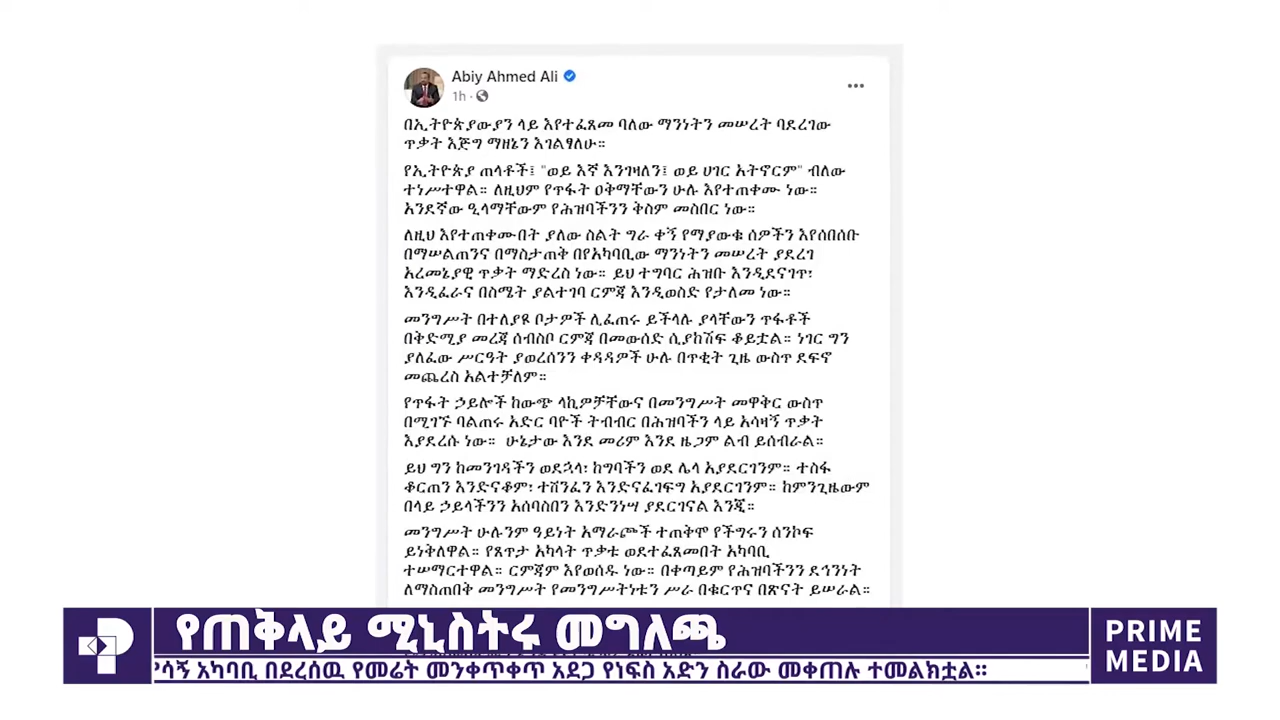 Abiy Ahmed Ali
1h ·
በኢትዮጵያውያን ላይ እየተፈጸመ ባለው ማንነትን መሠረት ባደረገው
ጥቃት እጅግ ማዘኔን እገልፃለሁ።
የኢትዮጵያ ጠላቶች፤ "ወይ እኛ እንገዛለን፤ ወይ ሀገር አትኖርም" ብለው
ተነሥተዋል። ለዚህም የጥፋት ዐቅማቸውን ሁሉ እየተጠቀሙ ነው።
አንደኛው ዒላማቸውም የሕዝባችንን ቅስም መስበር ነው።
ለዚህ እየተጠቀሙበት ያለው ስልት ግራ ቀኝ የማያውቁ ሰዎችን እየሰበሰቡ
በማሠልጠንና በማስታጠቅ በየአካባቢው ማንነትን መሠረት ያደረገ
አረመኔያዊ ጥቃት ማድረስ ነው። ይህ ተግባር ሕዝቡ እንዲደናገጥ፣
እንዲፈራና በስሜት ያልተገባ ርምጃ እንዲወስድ የታለመ ነው።
መንግሥት በተለያዩ ቦታዎች ሊፈጠሩ ይችላሉ ያላቸውን ጥፋቶች
በቅድሚያ መረጃ ሰብስቦ ርምጃ በመውሰድ ሲያከሽፍ ቆይቷል። ነገር ግን
ያለፈው ሥርዓት ያወረሰንን ቀዳዳዎች ሁሉ በጥቂት ጊዜ ውስጥ ደፍኖ
መጨረስ አልተቻለም።
የጥፋት ኃይሎች ከውጭ ላኪዎቻቸውና በመንግሥት መዋቅር ውስጥ
በሚገኙ ባልጠሩ አድር ባዮች ትብብር በሕዝባችን ላይ አሳዛኝ ጥቃት
እያደረሱ ነው። ሁኔታው እንደ መሪም እንደ ዜጋም ልብ ይሰብራል።
ይህ ግን ከመንገዳችን ወደኋላ፣ ከግባችን ወደ ሌላ አያደርገንም። ተስፋ
ቆርጠን እንድናቆም፣ ተሸንፈን እንድናፈገፍግ አያደርገንም። ከምንጊዜውም
በላይ ኃይላችንን አሰባስበን እንድንነሣ ያደርገናል እንጂ።
መንግሥት ሁሉንም ዓይነት አማራጮች ተጠቅሞ የችግሩን ሰንኮፍ
ይነቅለዋል። የጸጥታ አካላት ጥቃቱ ወደተፈጸመበት አካባቢ
ተሠማርተዋል። ርምጃም እየወሰዱ ነው። በቀጣይም የሕዝባችንን ደኅንነት
ለማስጠበቅ መንግሥት የመንግሥትነቱን ሥራ በቁርጥና በጽናት ይሠራል።
የጠቅላይ ሚኒስትሩ መግለጫ
አካባቢ በደረሰዉ የመሬት መንቀጥቀጥ አደጋ የነፍስ አድን ስራው መቀጠሉ ተመልክቷል።
PRIME
MEDIA